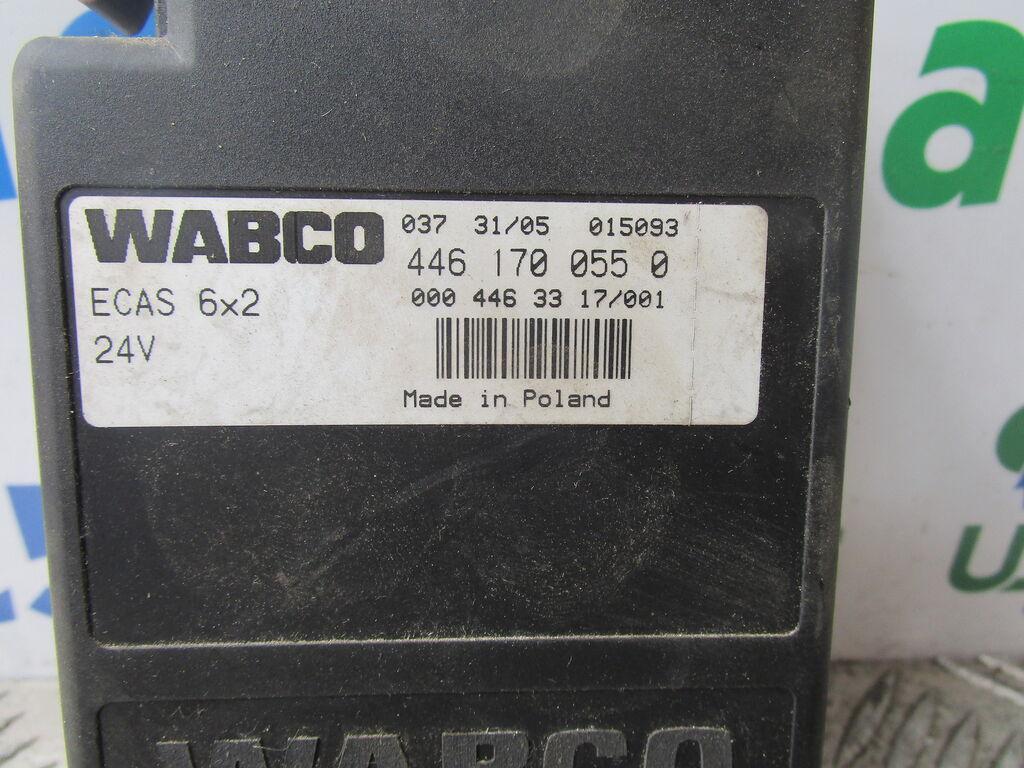 WABCO 037 31/05 015093
446 170 055 0
ECAS 6x2 000 446 33 17/001
24V
Made in Poland
WABCO
a
U